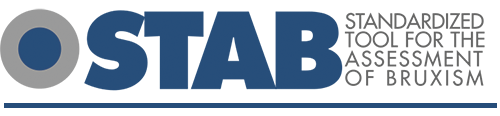 STAB
STANDARDIZED
TOOL FOR THE
ASSESSMENT
OF BRUXISM